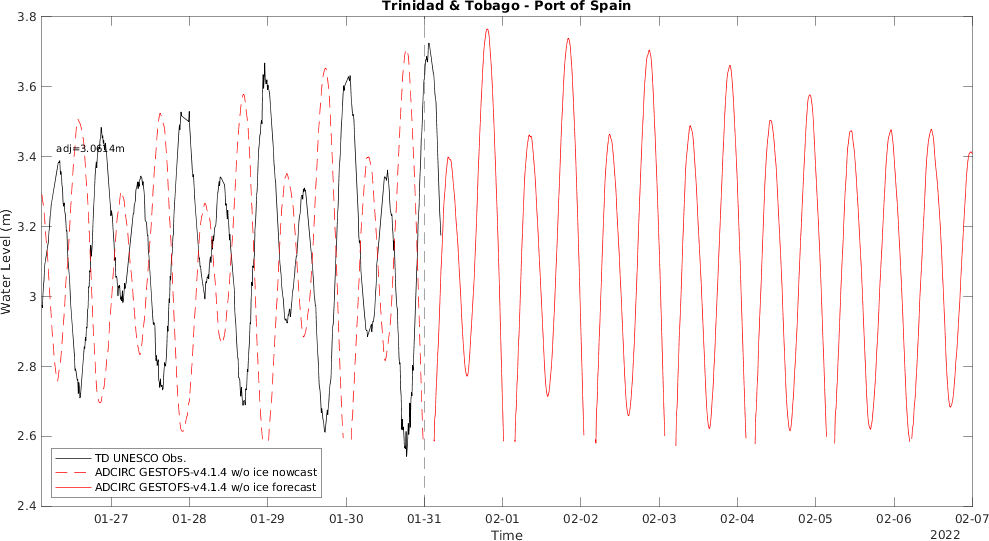 Trinidad & Tobago - Port of Spain
3.8
3.6
3.4
3.2
3
2.8
2.6
2.4
Water Level (m)
adj=3.0614m
TD UNESCO Obs.
ADCIRC GESTOFS-v4.1.4 w/o ice nowcast
ADCIRC GESTOFS-v4.1.4 w/o ice forecast
01-27 01-28 01-29 01-30 01-31 02-01 02-02 02-03 02-04 02-05 02-06 02-07
Time
2022